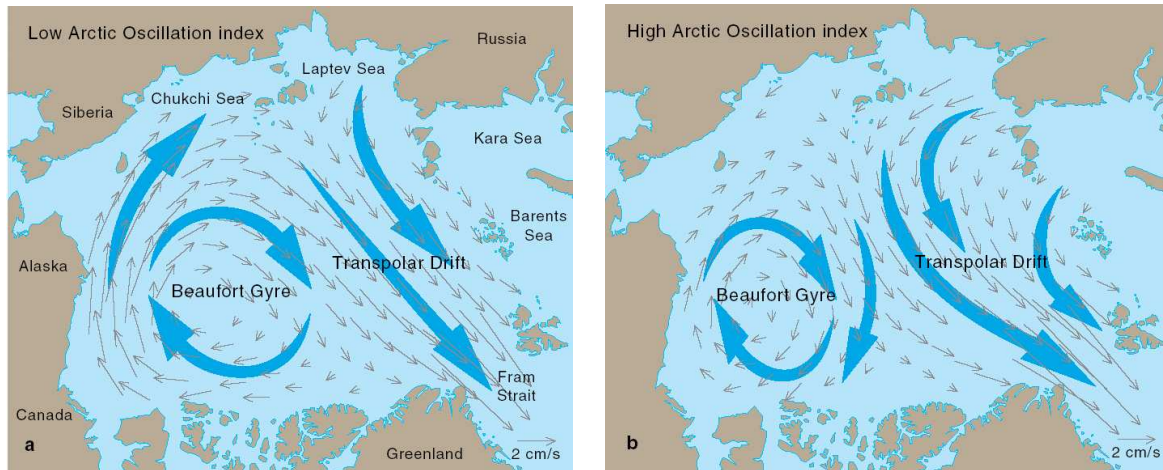 Low Arctic Oscillation index
Russia
Laptev Sea
Chukchi Sea
Siberia
Kara Sea
Barents
Sea
Alaska
Transpolar Drift
Beaufort Gyre
Fram
Strait
Canada
a
Greenland
2 cm/s
High Arctic Oscillation index
Transpolar Drift
Beaufort Gyre
b
2 cm/s